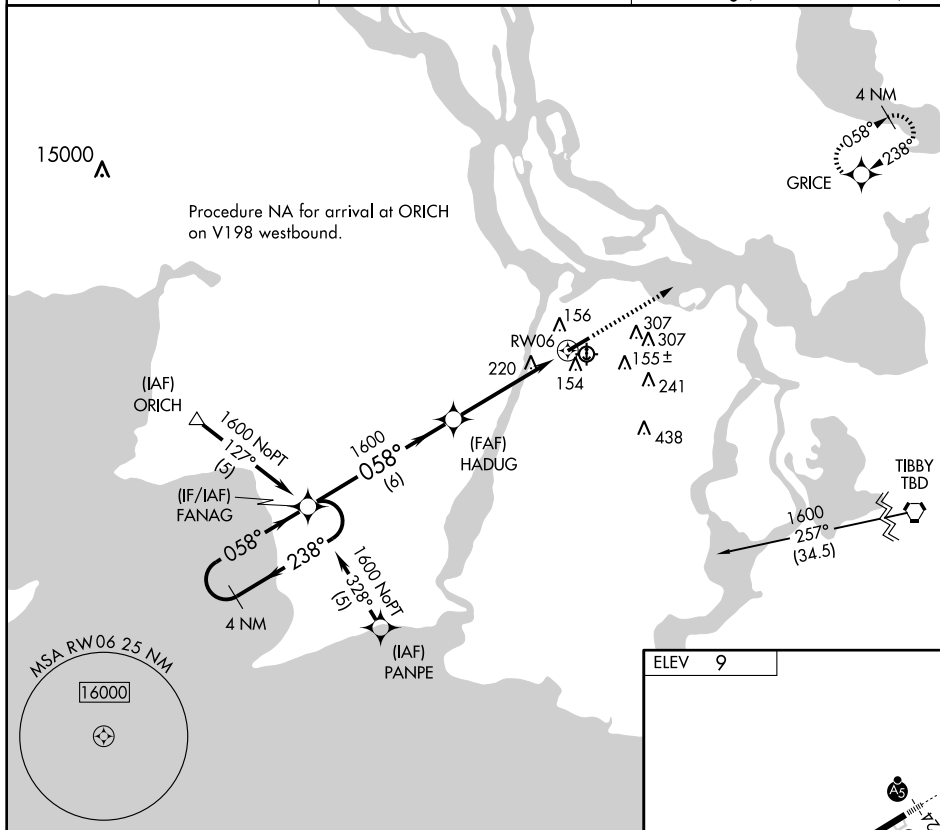 4 NM
058°
238°
GRICE
15000
Procedure NA for arrival at ORICH
on V198 westbound.
156
RW06
307
307
220
154
155±
241
438
(IAF)
ORICH
1600 NoPT
127°
(5)
1600
058°
(6)
(FAF)
HADUG
(IF/IAF)
FANAG
058°
238°
4 NM
1600 NoPT
328°
(5)
(IAF)
PANPE
TIBBY
TBD
1600
257°
(34.5)
MSA RW06 25 NM
16000
ELEV 9
A5
24